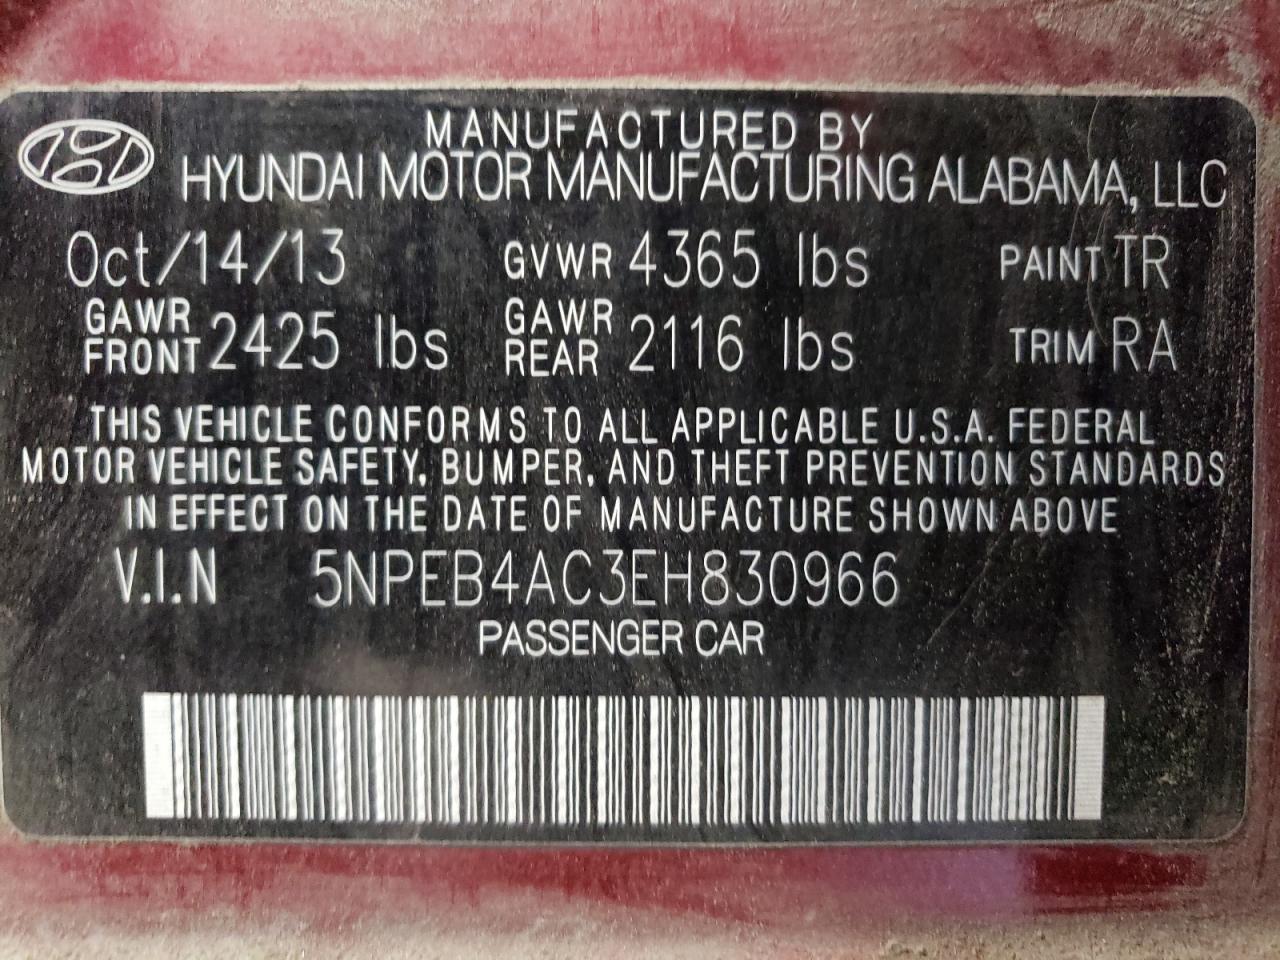 MANUFACTURED BY
HYUNDAI MOTOR MANUFACTURING ALABAMA, LLC
Oct/14/13 GVWR 4365 lbs PAINT TR
GAWR FRONT 2425 lbs GAWR REAR 2116 lbs TRIM RA
THIS VEHICLE CONFORMS TO ALL APPLICABLE U.S.A. FEDERAL
MOTOR VEHICLE SAFETY, BUMPER, AND THEFT PREVENTION STANDARDS
IN EFFECT ON THE DATE OF MANUFACTURE SHOWN ABOVE
V.I.N 5NPEB4AC3EH830966
PASSENGER CAR